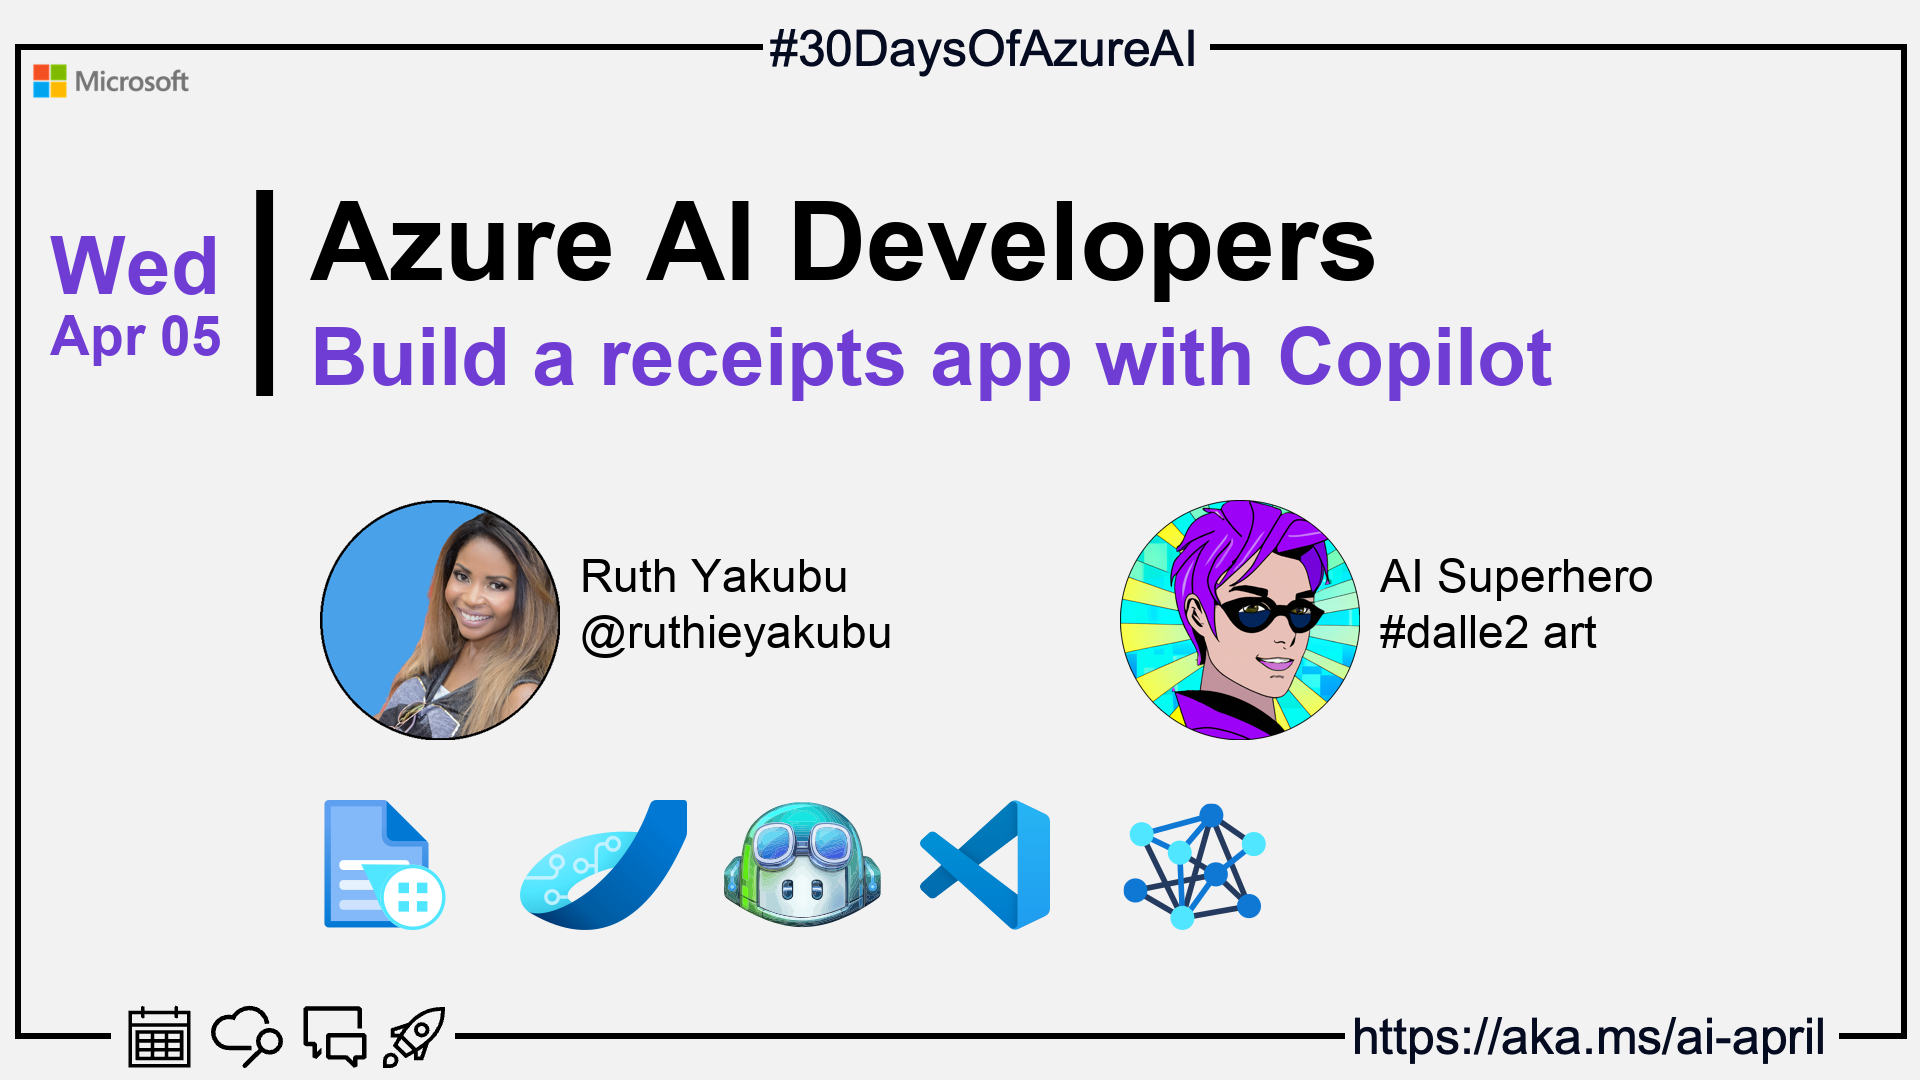 #30DaysOfAzureAI
Microsoft
Wed
Apr 05
Azure AI Developers
Build a receipts app with Copilot
Ruth Yakubu
@ruthieyakubu
AI Superhero
#dalle2 art
https://aka.ms/ai-april